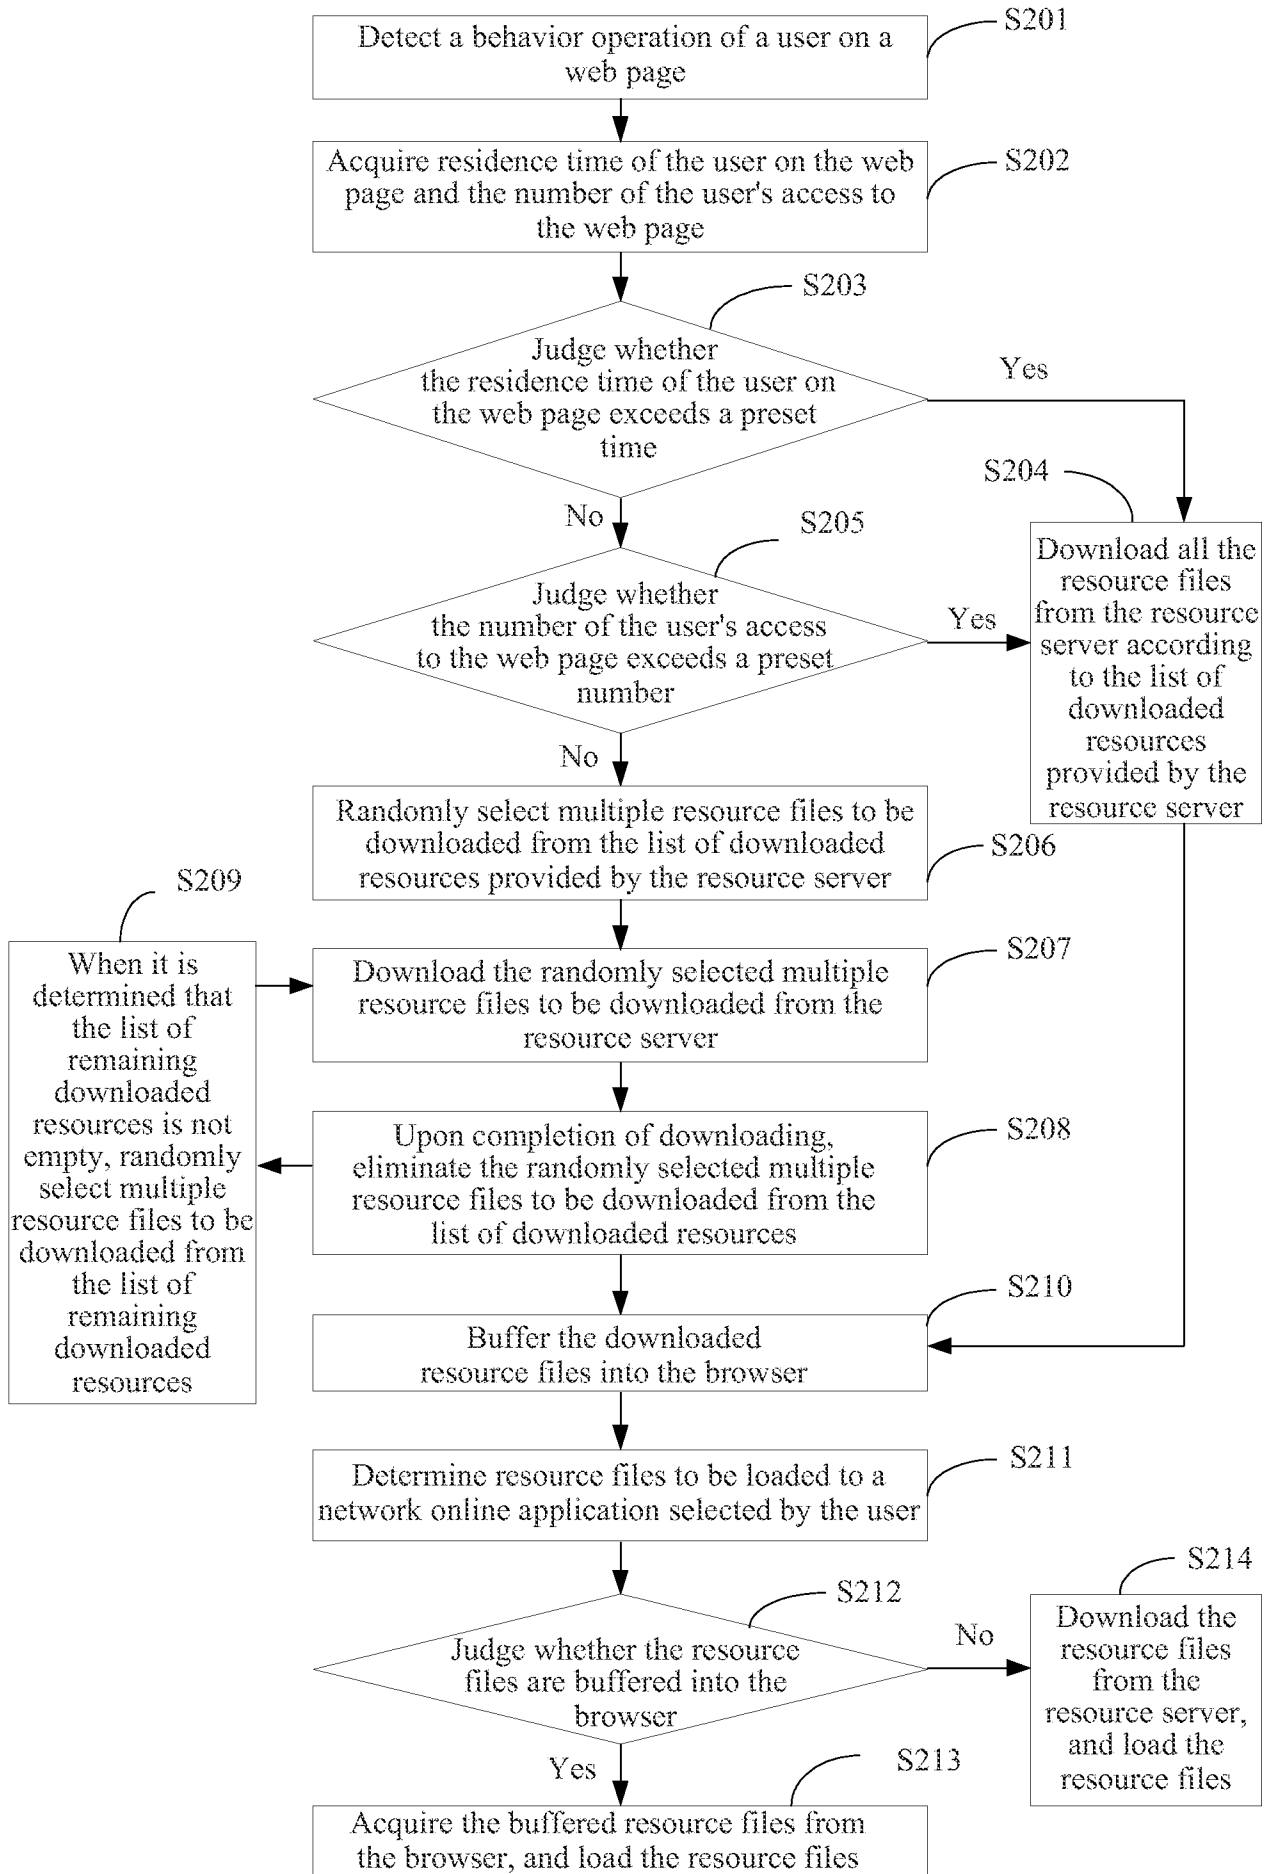 S201
Detect a behavior operation of a user on a
web page
S202
Acquire residence time of the user on the web
page and the number of the user's access to
the web page
S203
Judge whether
the residence time of the user on
the web page exceeds a preset
time
Yes
No
S204
Download all the
resource files
from the resource
server according
to the list of
downloaded
resources
provided by the
resource server
S205
Judge whether
the number of the user's access
to the web page exceeds a preset
number
Yes
No
S206
Randomly select multiple resource files to be
downloaded from the list of downloaded
resources provided by the resource server
S209
When it is
determined that
the list of
remaining
downloaded
resources is not
empty, randomly
select multiple
resource files to be
downloaded from
the list of
remaining
downloaded
resources
S207
Download the randomly selected multiple
resource files to be downloaded from the
resource server
S208
Upon completion of downloading,
eliminate the randomly selected multiple
resource files to be downloaded from the
list of downloaded resources
S210
Buffer the downloaded
resource files into the browser
S211
Determine resource files to be loaded to a
network online application selected by the user
S212
Judge whether the resource
files are buffered into the
browser
No
S214
Download the
resource files
from the
resource server,
and load the
resource files
Yes
S213
Acquire the buffered resource files from
the browser, and load the resource files